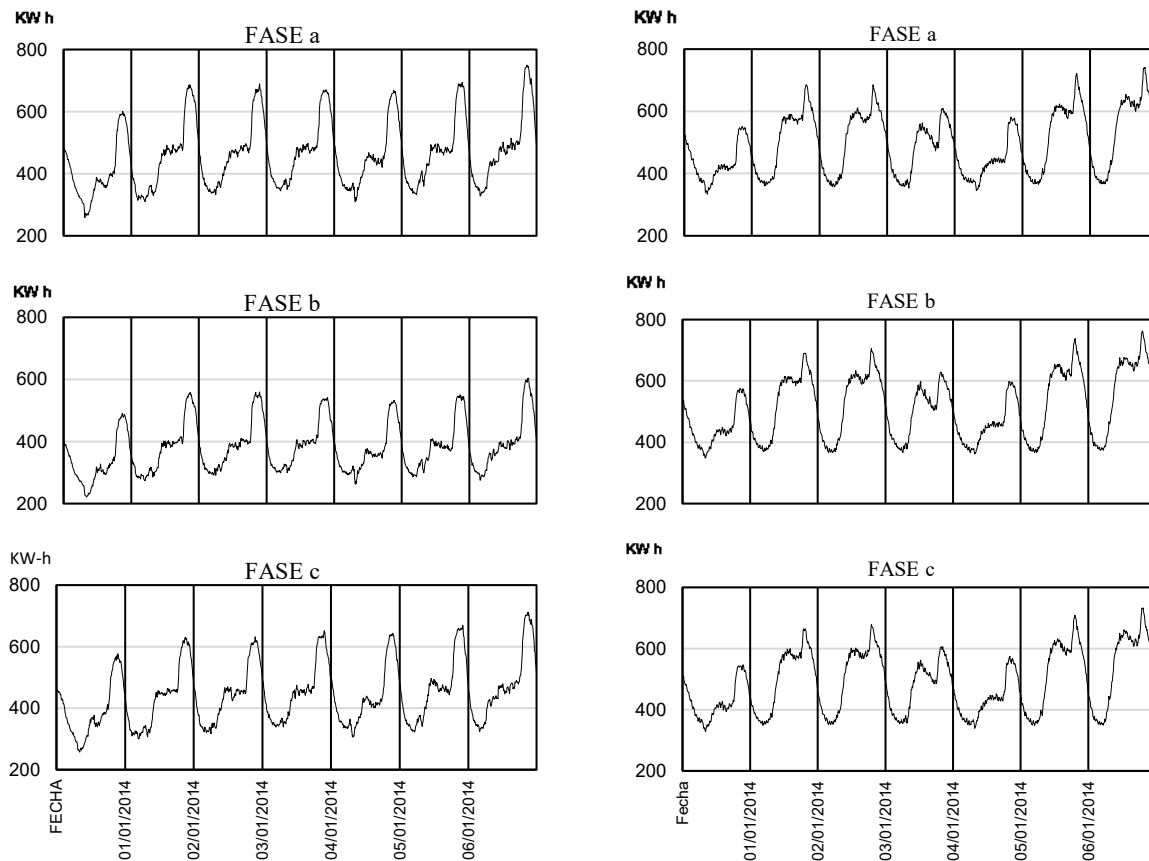 KW h
FASE a
800
600
400
200
KW h
FASE b
800
600
400
200
KW-h
FASE c
800
600
400
200
FECHA
01/01/2014
02/01/2014
03/01/2014
04/01/2014
05/01/2014
06/01/2014
KW h
FASE a
800
600
400
200
KW h
FASE b
800
600
400
200
KW h
FASE c
800
600
400
200
Fecha
01/01/2014
02/01/2014
03/01/2014
04/01/2014
05/01/2014
06/01/2014